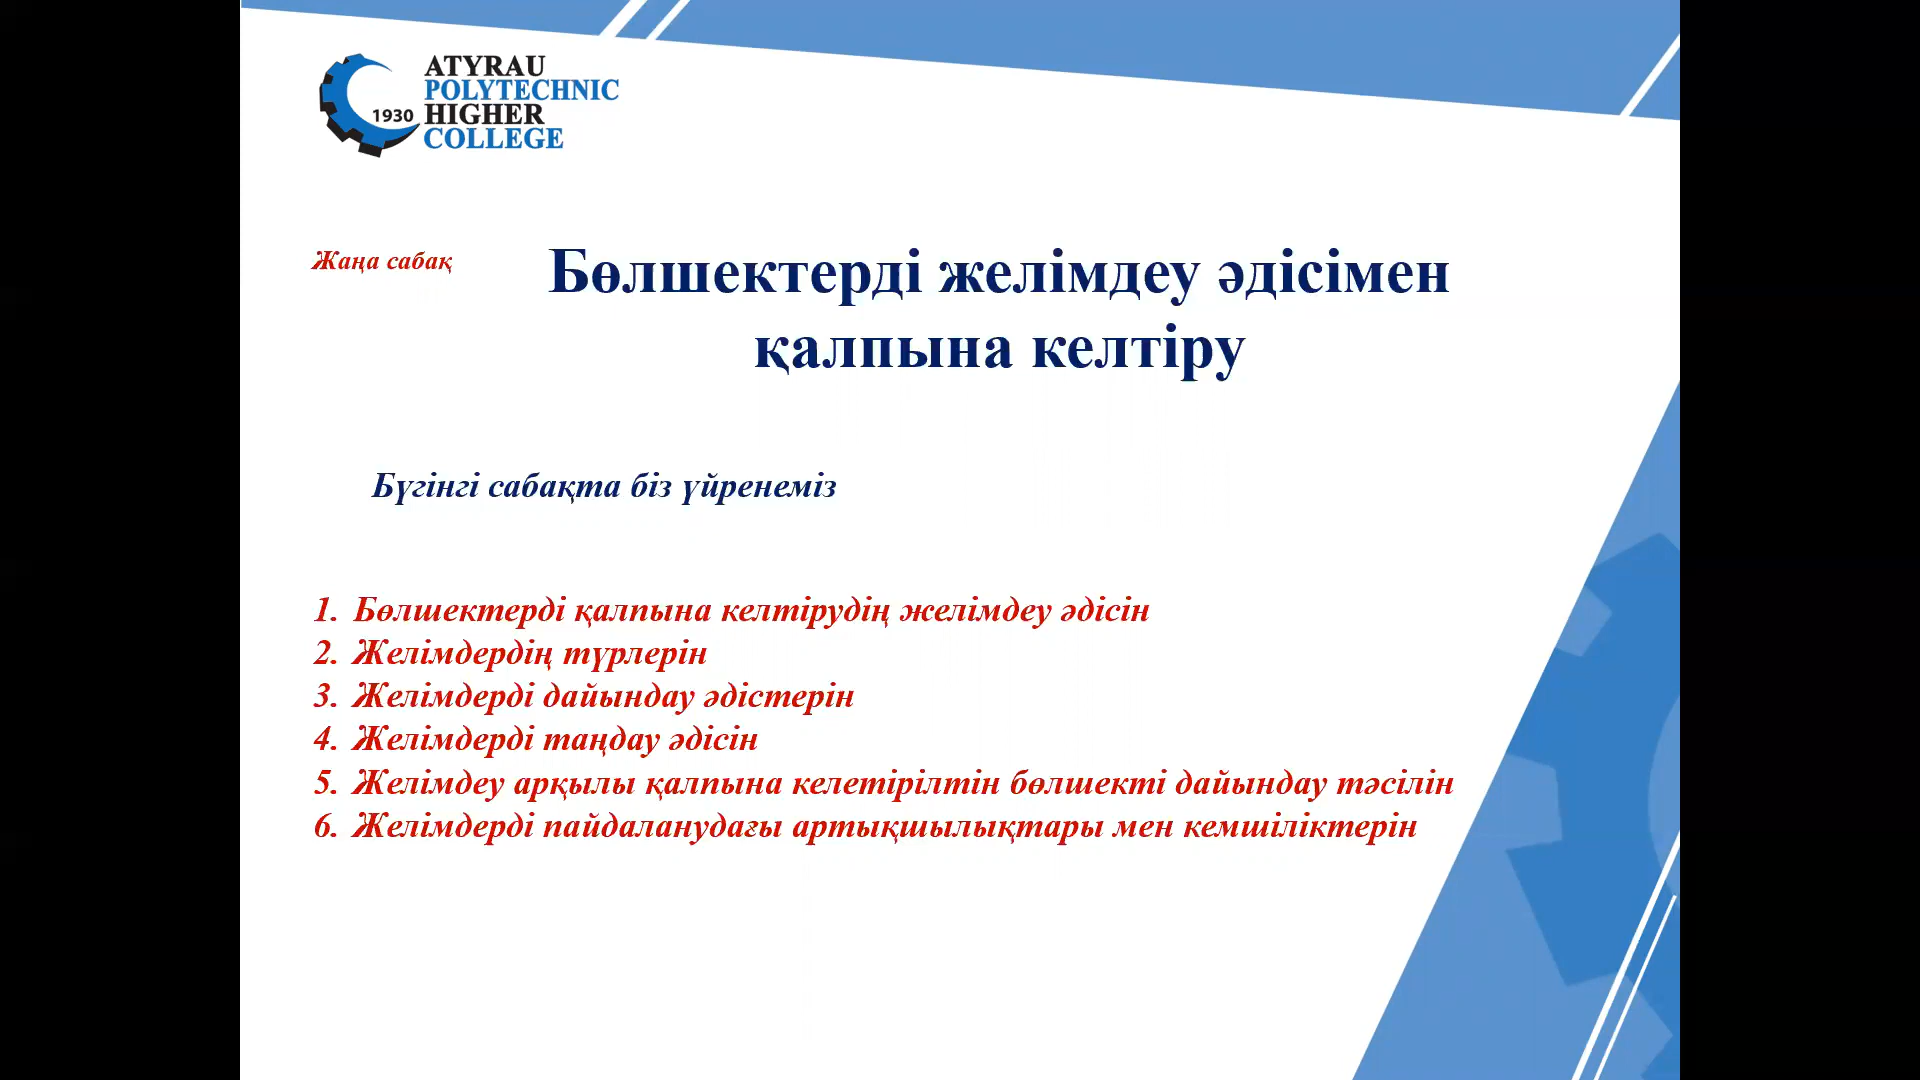 ATYRAU
POLYTECHNIC
HIGHER
COLLEGE
1930
Жаңа сабақ
Бөлшектерді желімдеу әдісімен
қалпына келтіру
Бүгінгі сабақта біз үйренеміз
1. Бөлшектерді қалпына келтірудің желімдеу әдісін
2. Желімдердің түрлерін
3. Желімдерді дайындау әдістерін
4. Желімдерді таңдау әдісін
5. Желімдеу арқылы қалпына келетірілтін бөлшекті дайындау тәсілін
6. Желімдерді пайдаланудағы артықшылықтары мен кемшіліктерін